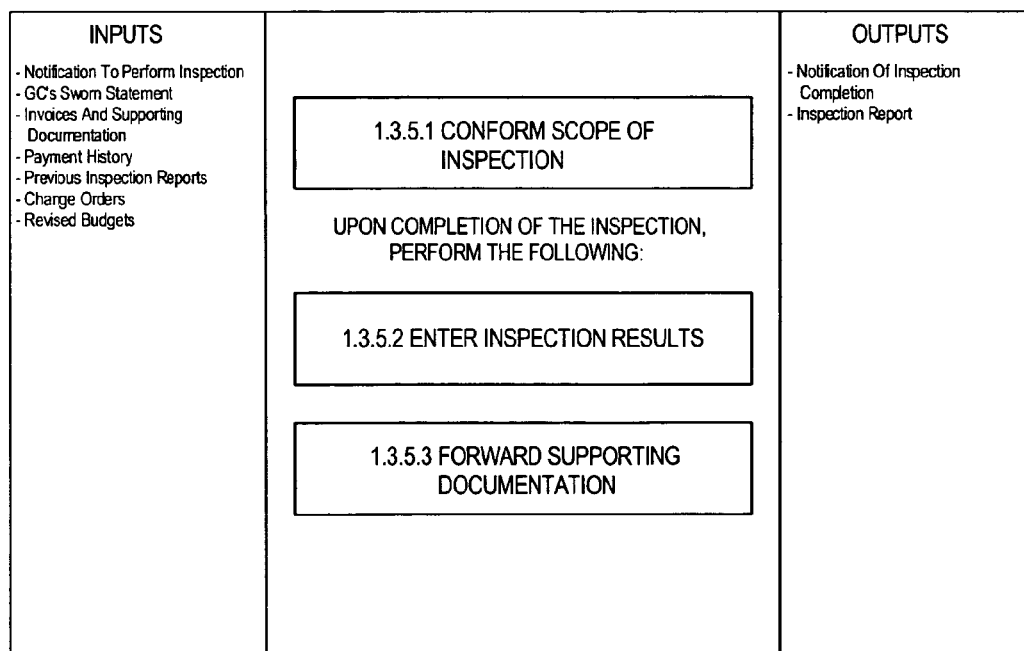 INPUTS
- Notification To Perform Inspection
- GC's Sworn Statement
- Invoices And Supporting
Documentation
- Payment History
- Previous Inspection Reports
- Change Orders
- Revised Budgets
1.3.5.1 CONFORM SCOPE OF
INSPECTION
UPON COMPLETION OF THE INSPECTION,
PERFORM THE FOLLOWING:
1.3.5.2 ENTER INSPECTION RESULTS
1.3.5.3 FORWARD SUPPORTING
DOCUMENTATION
OUTPUTS
- Notification Of Inspection
Completion
- Inspection Report